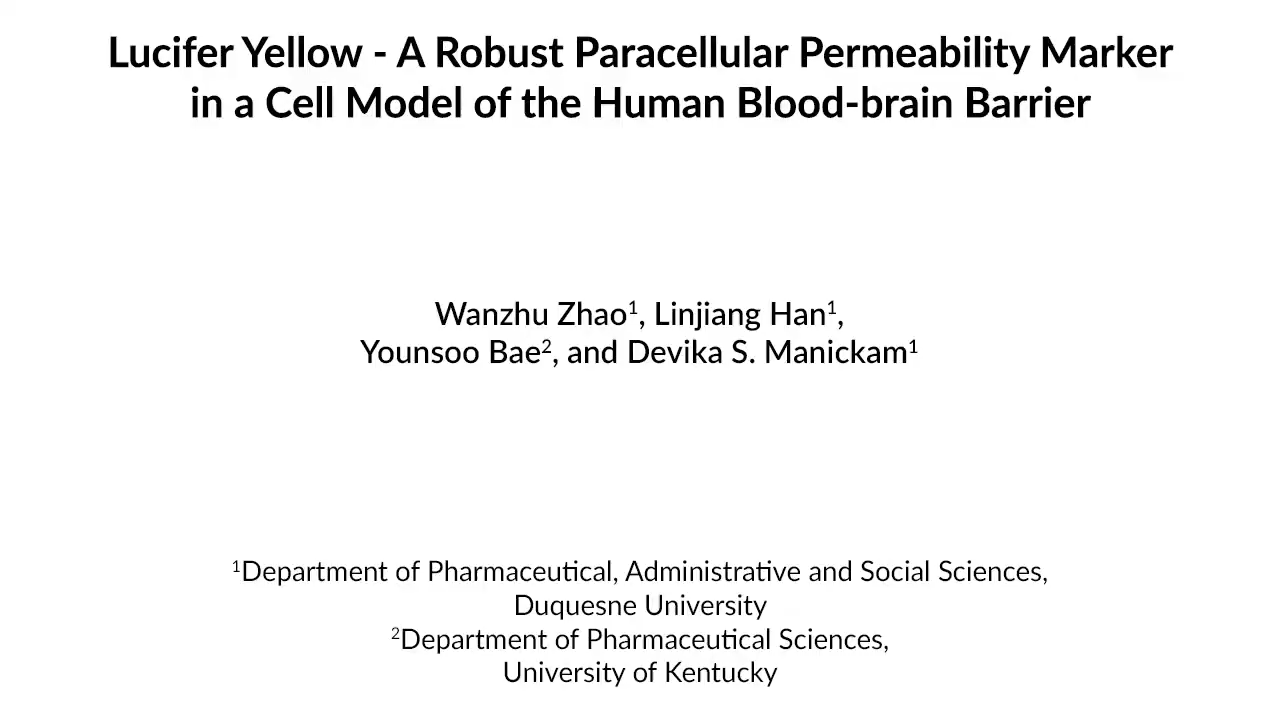 Lucifer Yellow - A Robust Paracellular Permeability Marker
in a Cell Model of the Human Blood-brain Barrier
Wanzhu Zhao¹, Linjiang Han¹,
Younsoo Bae², and Devika S. Manickam¹
¹Department of Pharmaceutical, Administrative and Social Sciences,
Duquesne University
²Department of Pharmaceutical Sciences,
University of Kentucky